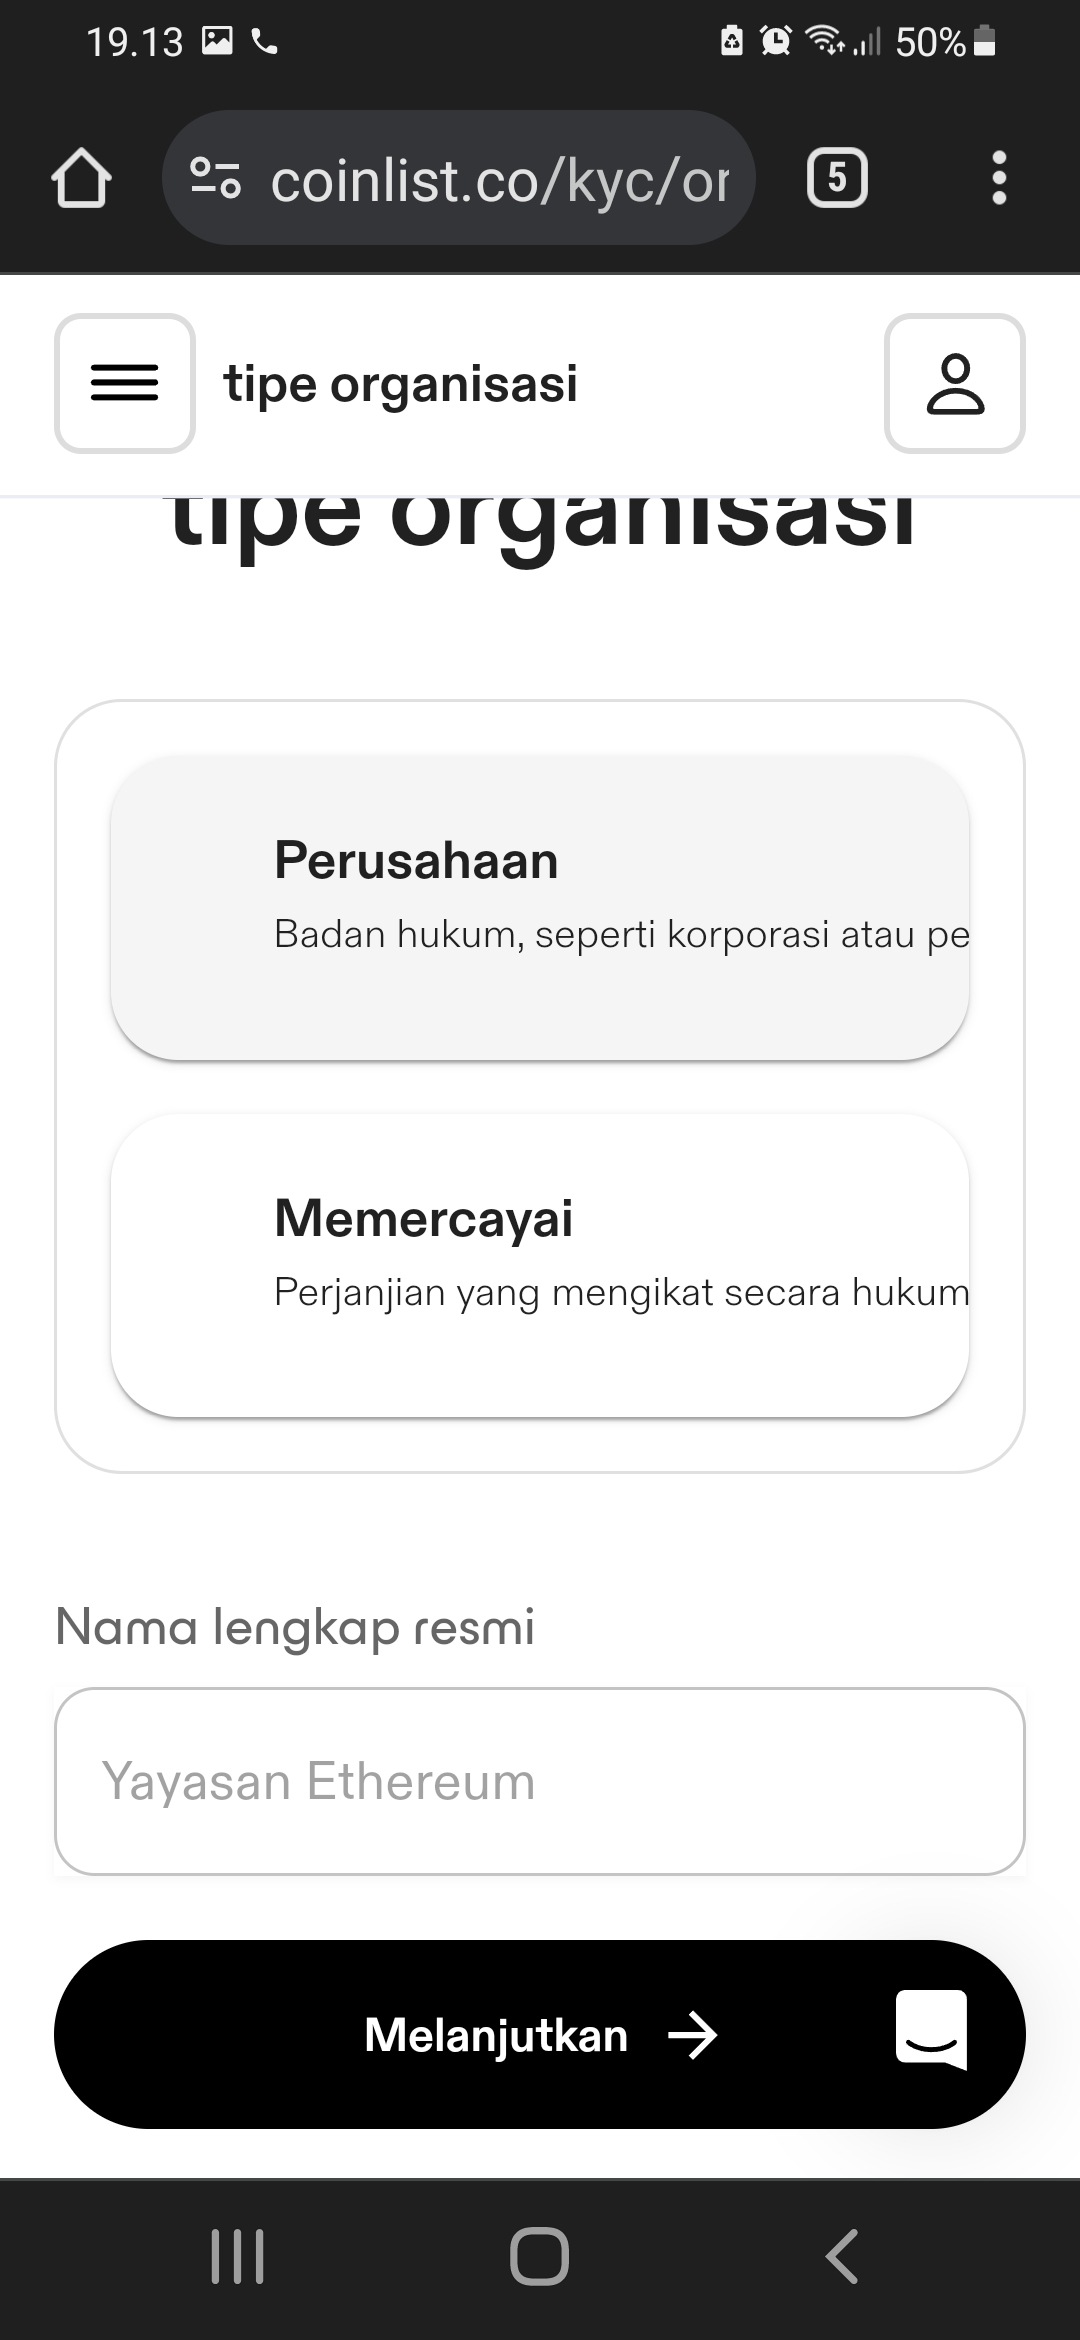 19.13
50%
coinlist.co/kyc/or
5
tipe organisasi
tipe organisasi
Perusahaan
Badan hukum, seperti korporasi atau pe
Memercayai
Perjanjian yang mengikat secara hukum
Nama lengkap resmi
Yayasan Ethereum
Melanjutkan